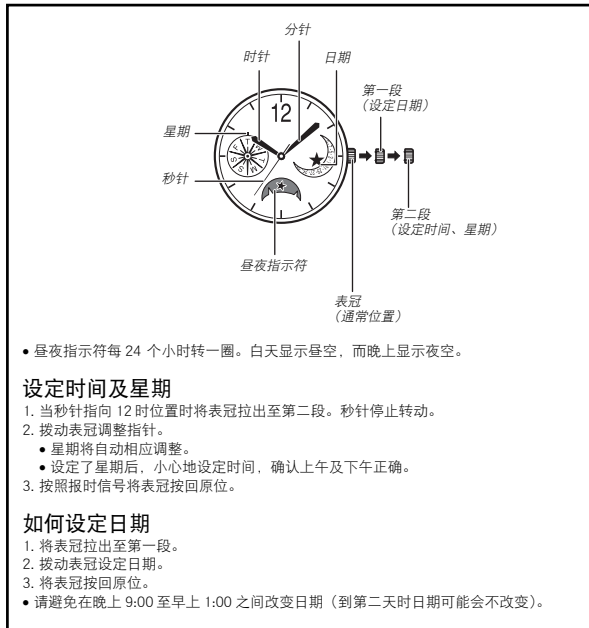 分针
时针
日期
12
第一段
（设定日期）
星期
S F T W T M S
秒针
第二段
（设定时间、星期）
昼夜指示符
表冠
（通常位置）
• 昼夜指示符每 24 个小时转一圈。白天显示昼空，而晚上显示夜空。
设定时间及星期
1. 当秒针指向 12 时位置时将表冠拉出至第二段。秒针停止转动。
2. 拨动表冠调整指针。
• 星期将自动相应调整。
• 设定了星期后，小心地设定时间，确认上午及下午正确。
3. 按照报时信号将表冠按回原位。
如何设定日期
1. 将表冠拉出至第一段。
2. 拨动表冠设定日期。
3. 将表冠按回原位。
• 请避免在晚上 9:00 至早上 1:00 之间改变日期（到第二天时日期可能会不改变）。